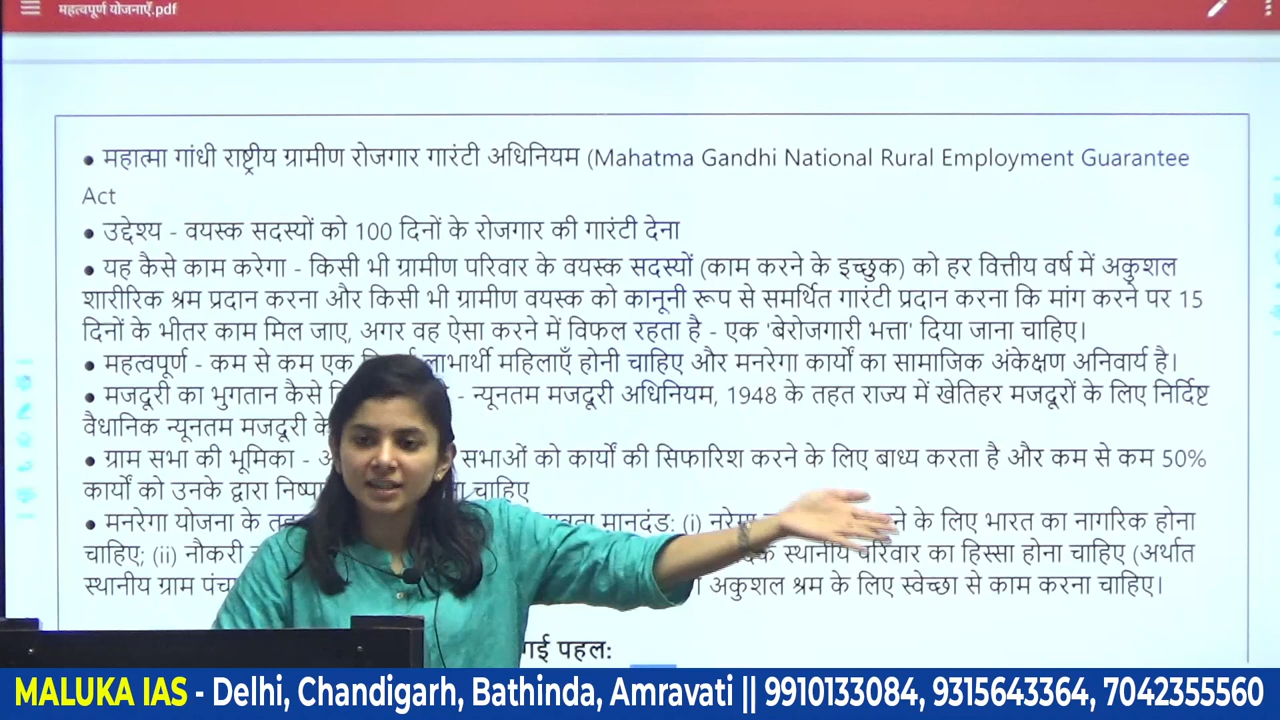 महत्वपूर्ण योजनाएँ.pdf
• महात्मा गांधी राष्ट्रीय ग्रामीण रोजगार गारंटी अधिनियम (Mahatma Gandhi National Rural Employment Guarantee
Act
• उद्देश्य - वयस्क सदस्यों को 100 दिनों के रोजगार की गारंटी देना
• यह कैसे काम करेगा - किसी भी ग्रामीण परिवार के वयस्क सदस्यों (काम करने के इच्छुक) को हर वित्तीय वर्ष में अकुशल
शारीरिक श्रम प्रदान करना और किसी भी ग्रामीण वयस्क को कानूनी रूप से समर्थित गारंटी प्रदान करना कि मांग करने पर 15
दिनों के भीतर काम मिल जाए, अगर वह ऐसा करने में विफल रहता है - एक 'बेरोजगारी भत्ता' दिया जाना चाहिए।
• महत्वपूर्ण - कम से कम एक लाभार्थी महिलाएँ होनी चाहिए और मनरेगा कार्यों का सामाजिक अंकेक्षण अनिवार्य है।
• मजदूरी का भुगतान कैसे - न्यूनतम मजदूरी अधिनियम, 1948 के तहत राज्य में खेतिहर मजदूरों के लिए निर्दिष्ट
वैधानिक न्यूनतम मजदूरी के
• ग्राम सभा की भूमिका - सभाओं को कार्यों की सिफारिश करने के लिए बाध्य करता है और कम से कम 50%
कार्यों को उनके द्वारा चाहिए
• मनरेगा योजना के मानदंड: (i) के लिए भारत का नागरिक होना
चाहिए; (ii) नौकरी स्थानीय परिवार का हिस्सा होना चाहिए (अर्थात
स्थानीय ग्राम अकुशल श्रम के लिए स्वेच्छा से काम करना चाहिए।
गई पहल:
MALUKA IAS - Delhi, Chandigarh, Bathinda, Amravati || 9910133084, 9315643364, 7042355560